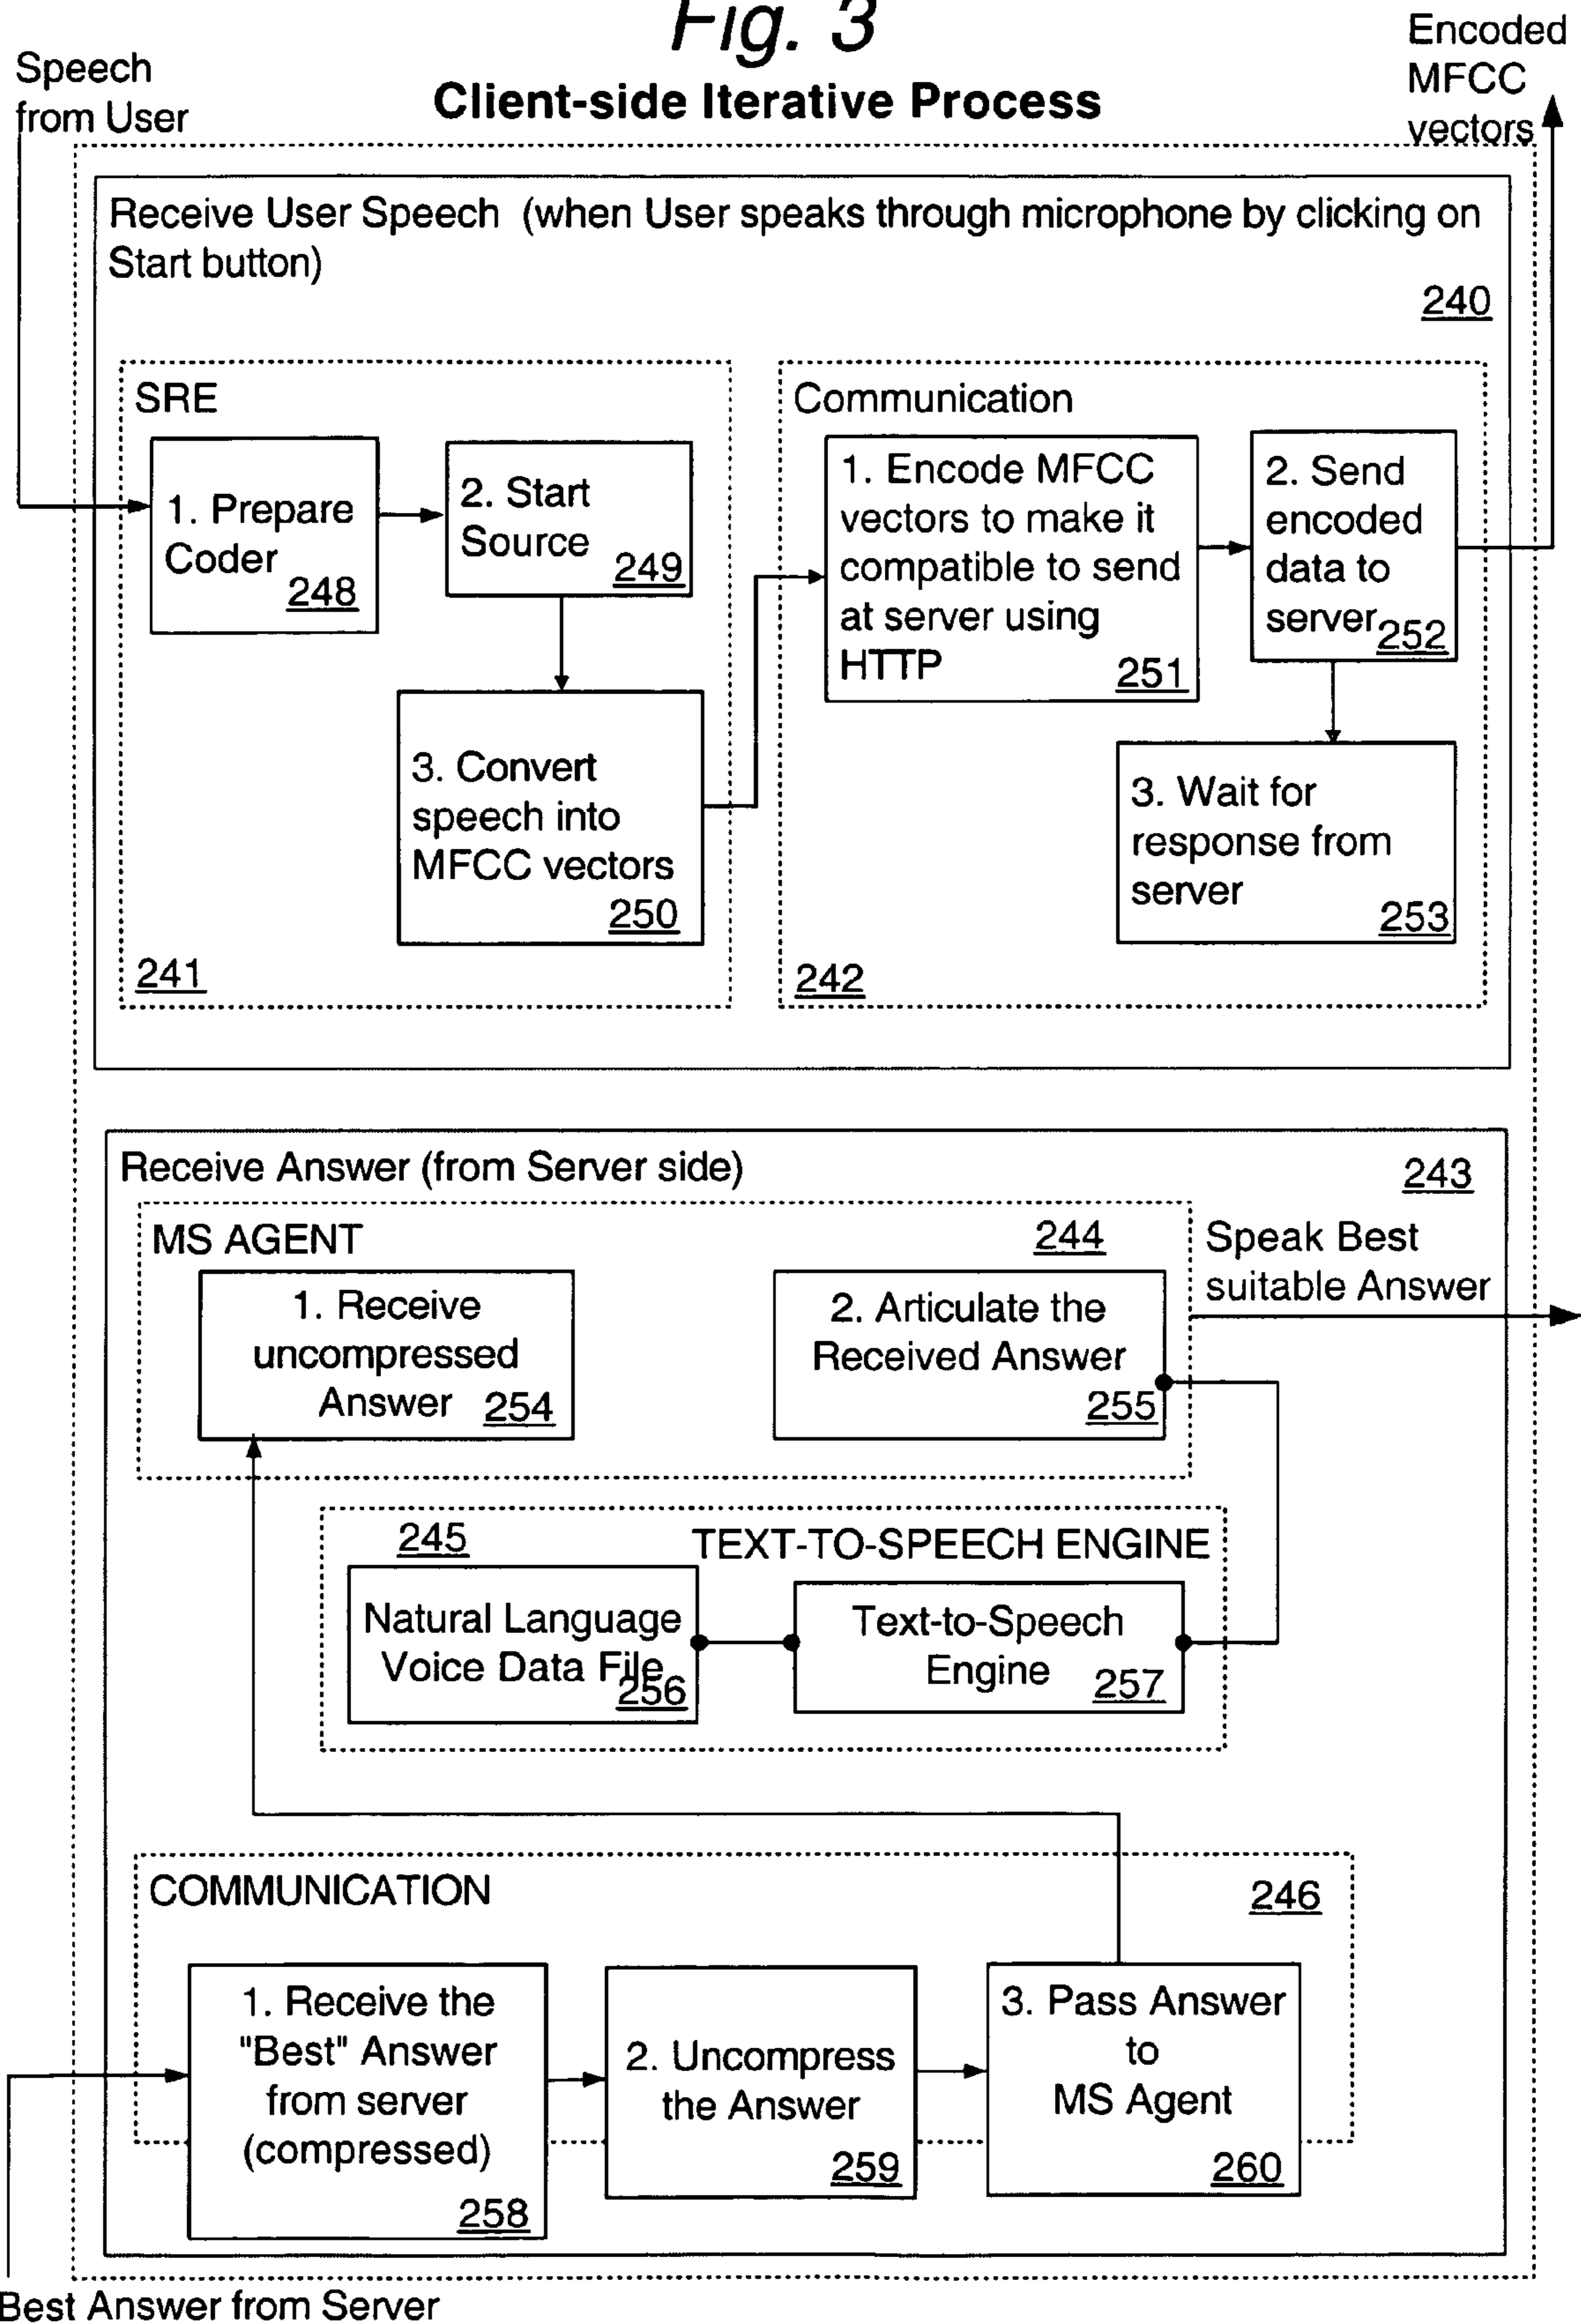 Fig. 3
Client-side Iterative Process
Speech
from User
Encoded
MFCC
vectors
Receive User Speech (when User speaks through microphone by clicking on
Start button)
240
SRE
1. Prepare
Coder
248
2. Start
Source
249
3. Convert
speech into
MFCC vectors
250
241
Communication
1. Encode MFCC
vectors to make it
compatible to send
at server using
HTTP
251
2. Send
encoded
data to
server
252
3. Wait for
response from
server
253
242
Receive Answer (from Server side)
243
MS AGENT
244
1. Receive
uncompressed
Answer 254
2. Articulate the
Received Answer
255
Speak Best
suitable Answer
245
TEXT-TO-SPEECH ENGINE
Natural Language
Voice Data File
256
Text-to-Speech
Engine
257
COMMUNICATION
246
1. Receive the
"Best" Answer
from server
(compressed)
258
2. Uncompress
the Answer
259
3. Pass Answer
to
MS Agent
260
Best Answer from Server